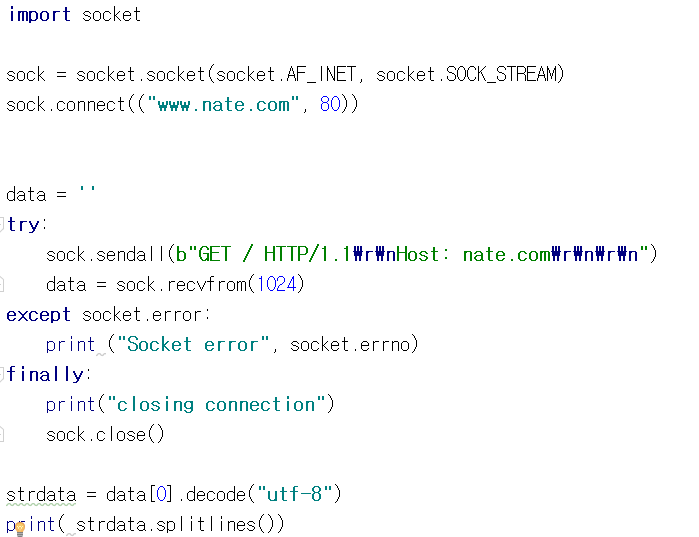 import socket
sock = socket.socket(socket.AF_INET, socket.SOCK_STREAM)
sock.connect(("www.nate.com", 80))
data = ''
try:
    sock.sendall(b"GET / HTTP/1.1₩r₩nHost: nate.com₩r₩n₩r₩n")
    data = sock.recvfrom(1024)
except socket.error:
    print ("Socket error", socket.errno)
finally:
    print("closing connection")
    sock.close()
strdata = data[0].decode("utf-8")
print( strdata.splitlines())